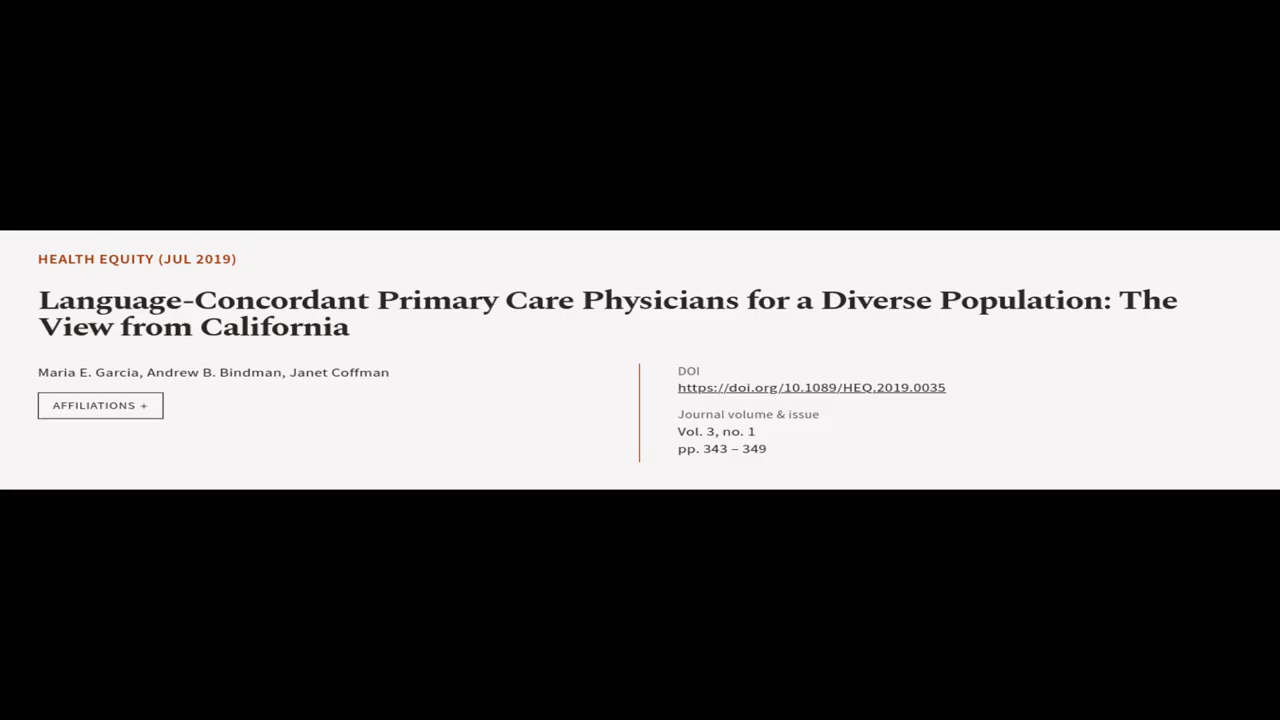 HEALTH EQUITY (JUL 2019)
Language-Concordant Primary Care Physicians for a Diverse Population: The
View from California
Maria E. Garcia, Andrew B. Bindman, Janet Coffman
AFFILIATIONS +
DOI
https://doi.org/10.1089/HEQ.2019.0035
Journal volume & issue
Vol. 3, no. 1
pp. 343 – 349